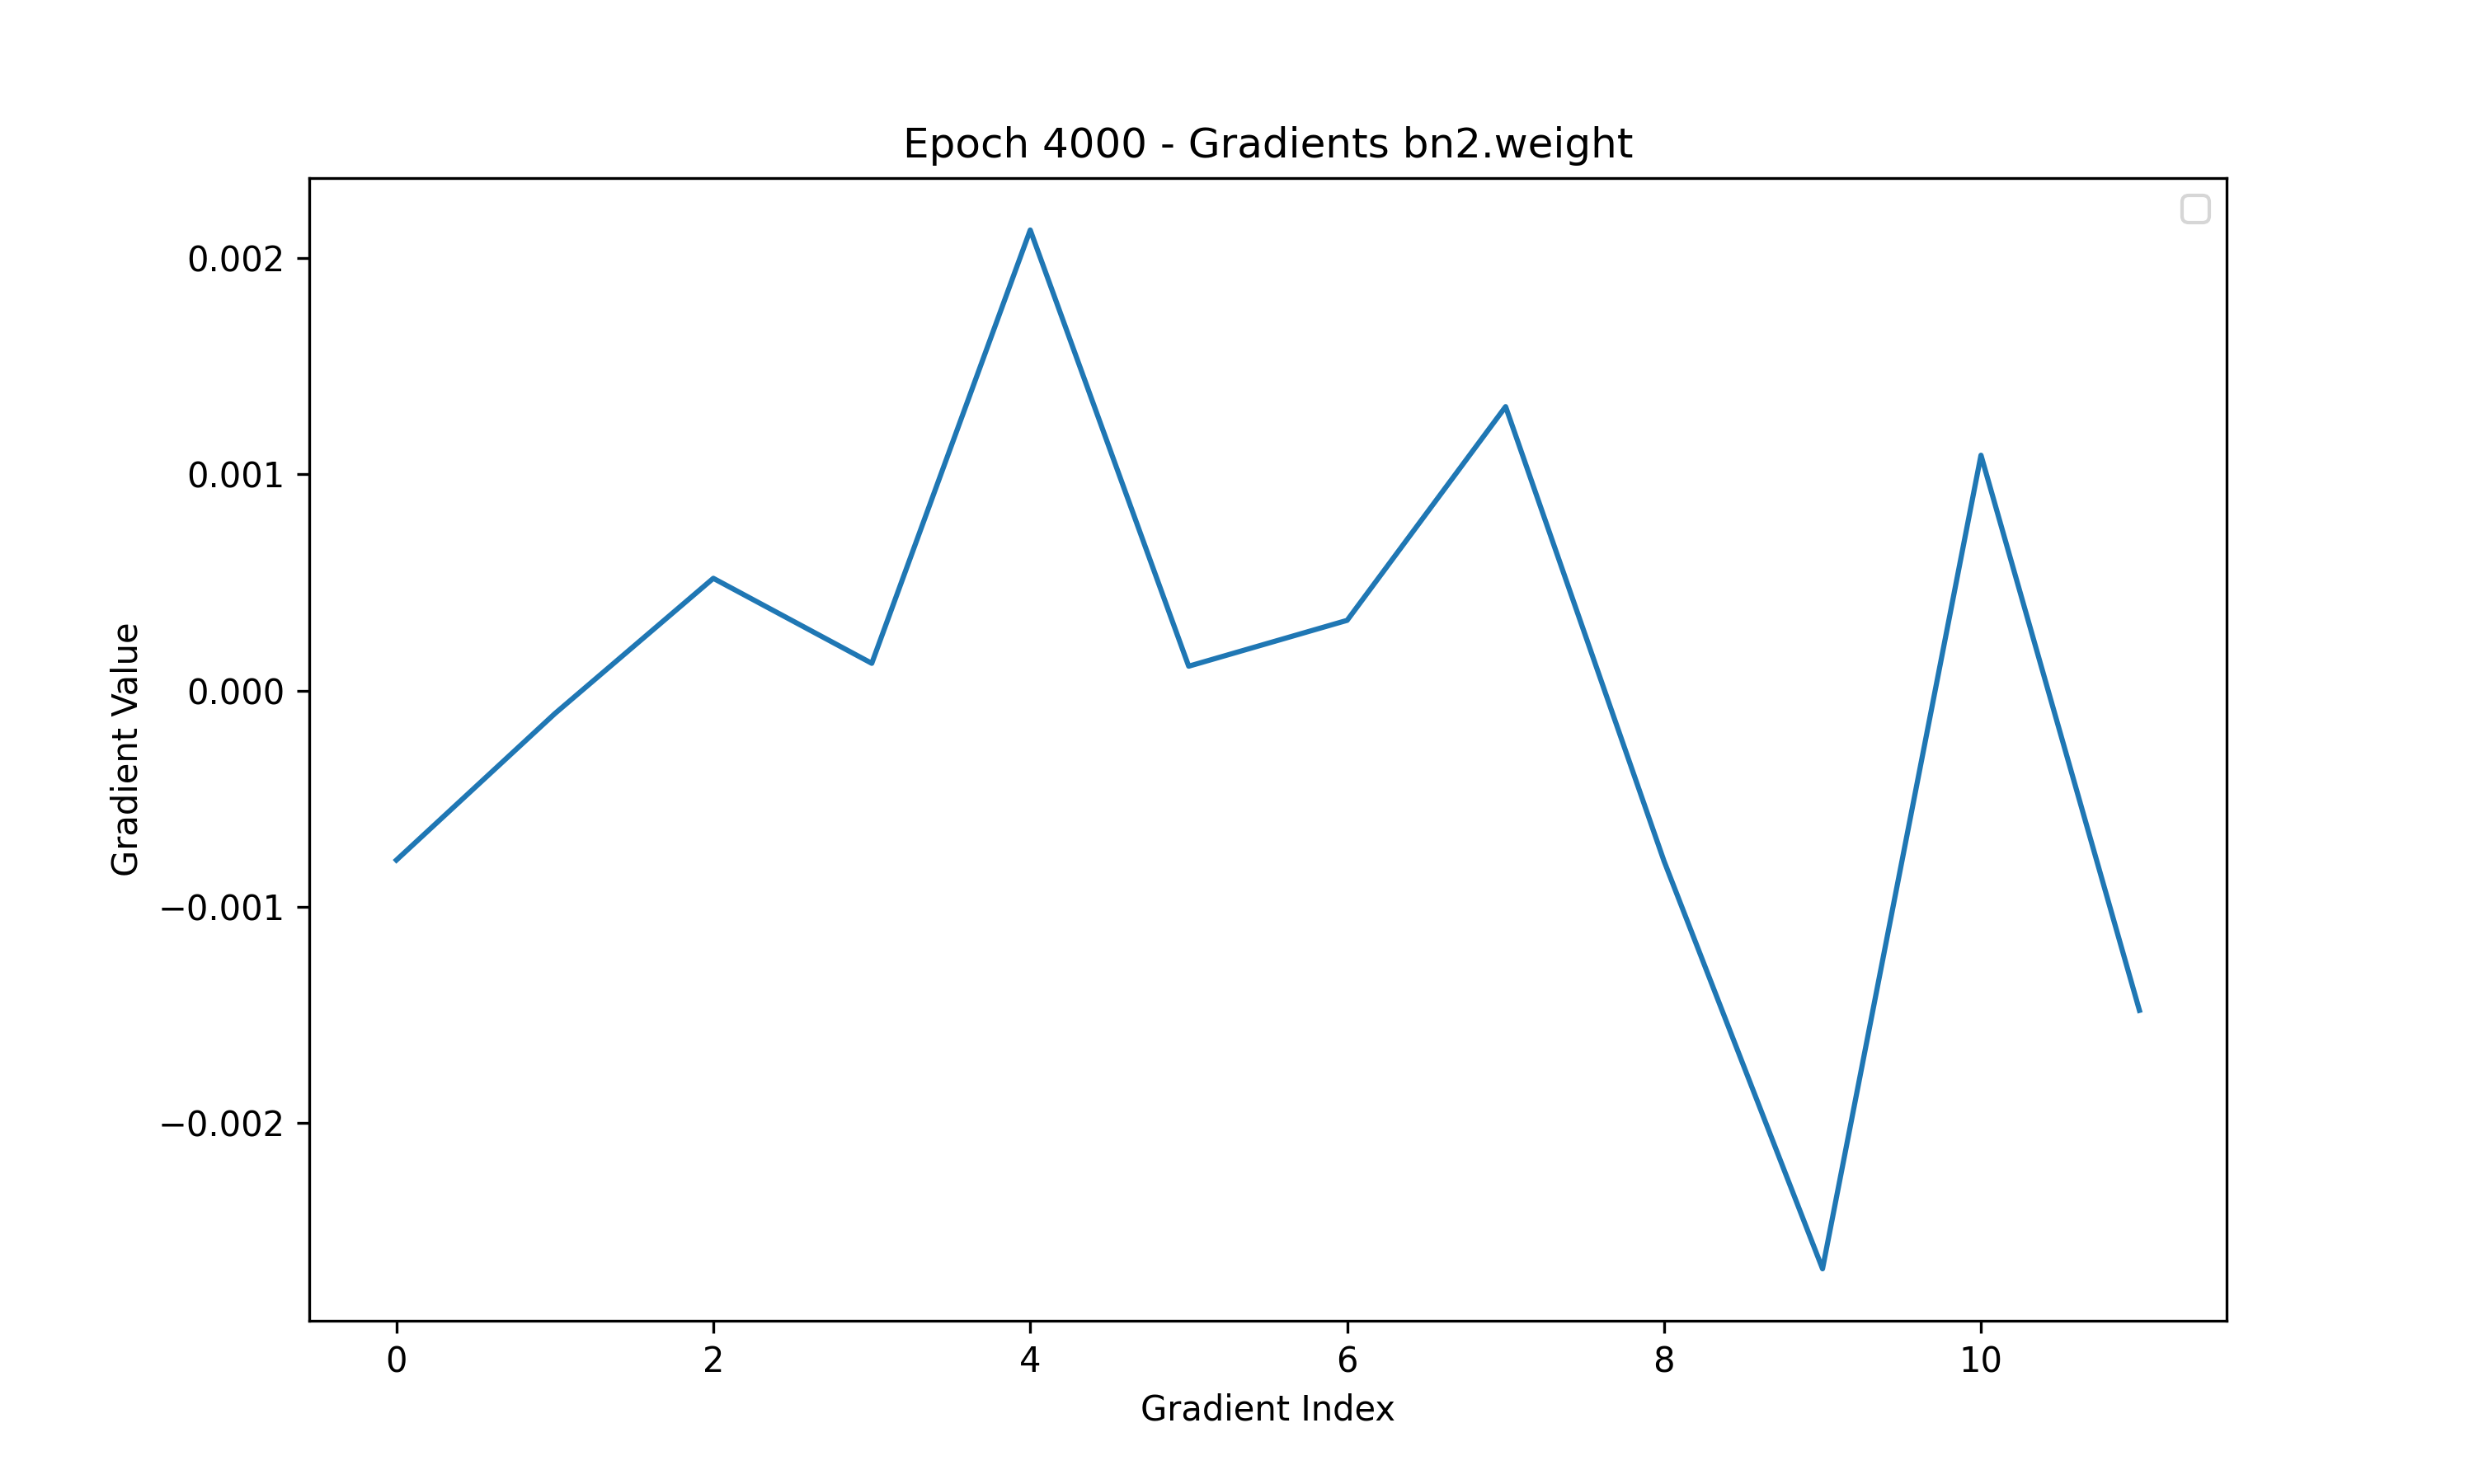 Epoch 4000 - Gradients bn2.weight
0.002
0.001
0.000
−0.001
−0.002
Gradient Value
0 2 4 6 8 10
Gradient Index